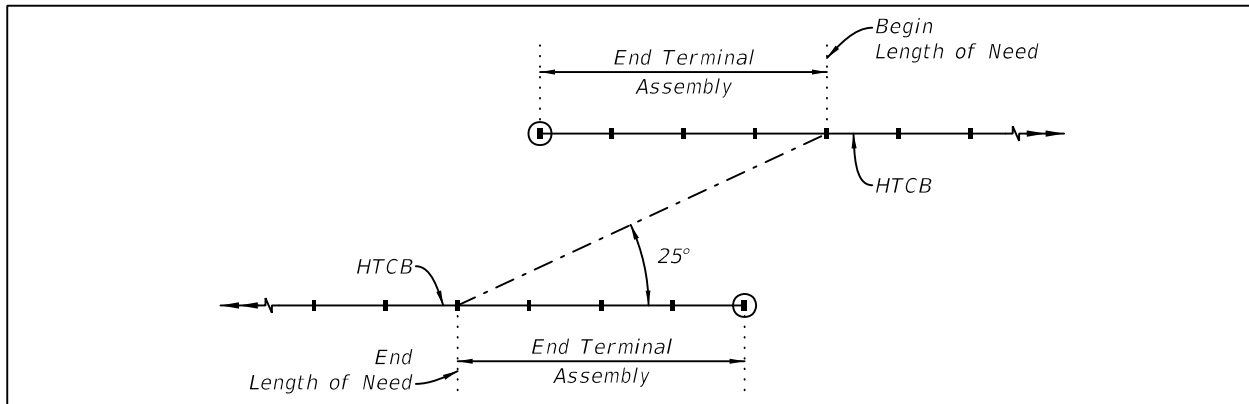 Begin
Length of Need
End Terminal
Assembly
HTCB
25°
HTCB
End
Length of Need
End Terminal
Assembly